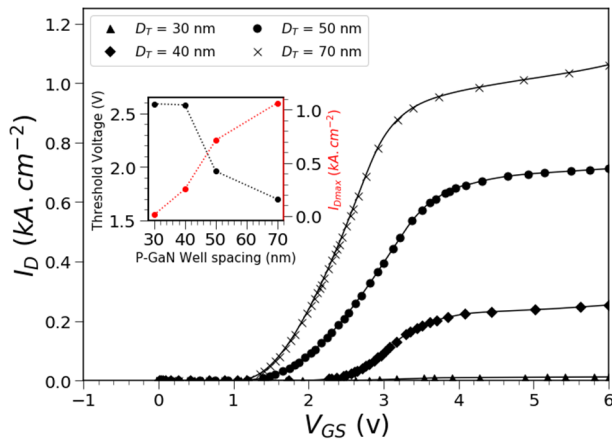 1.2
1.0
0.8
0.6
0.4
0.2
0.0
I_D (kA.cm⁻²)
D_T = 30 nm
D_T = 40 nm
D_T = 50 nm
D_T = 70 nm
2.5
2.0
1.5
Threshold Voltage (V)
1.0
0.5
0.0
I_Dmax (kA.cm⁻²)
30 40 50 70
P-GaN Well spacing (nm)
−1 0 1 2 3 4 5 6
V_GS (v)